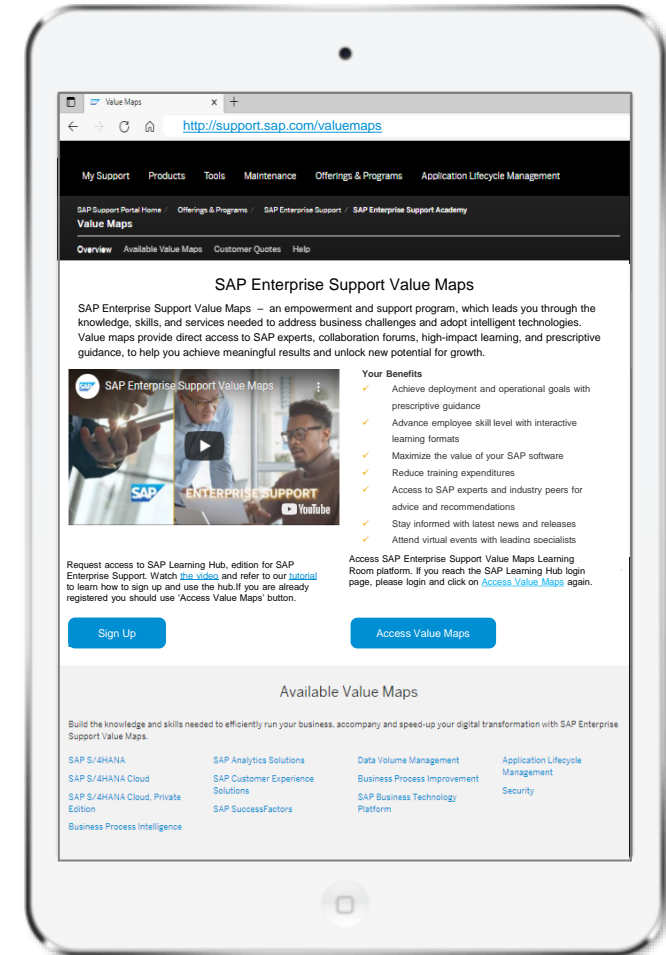 Value Maps
http://support.sap.com/valuemaps
My Support Products Tools Maintenance Offerings & Programs Application Lifecycle Management
SAP Support Portal Home / Offerings & Programs / SAP Enterprise Support / SAP Enterprise Support Academy
Value Maps
Overview Available Value Maps Customer Quotes Help
SAP Enterprise Support Value Maps
SAP Enterprise Support Value Maps – an empowerment and support program, which leads you through the
knowledge, skills, and services needed to address business challenges and adopt intelligent technologies.
Value maps provide direct access to SAP experts, collaboration forums, high-impact learning, and prescriptive
guidance, to help you achieve meaningful results and unlock new potential for growth.
SAP SAP Enterprise Support Value Maps
SAP ENTERPRISE SUPPORT
YouTube
Your Benefits
✓ Achieve deployment and operational goals with
prescriptive guidance
✓ Advance employee skill level with interactive
learning formats
✓ Maximize the value of your SAP software
✓ Reduce training expenditures
✓ Access to SAP experts and industry peers for
advice and recommendations
✓ Stay informed with latest news and releases
✓ Attend virtual events with leading specialists
Request access to SAP Learning Hub, edition for SAP
Enterprise Support. Watch the video and refer to our tutorial
to learn how to sign up and use the hub.If you are already
registered you should use ‘Access Value Maps’ button.
Sign Up
Access SAP Enterprise Support Value Maps Learning
Room platform. If you reach the SAP Learning Hub login
page, please login and click on Access Value Maps again.
Access Value Maps
Available Value Maps
Build the knowledge and skills needed to efficiently run your business, accompany and speed-up your digital transformation with SAP Enterprise
Support Value Maps.
SAP S/4HANA
SAP S/4HANA Cloud
SAP S/4HANA Cloud, Private
Edition
Business Process Intelligence
SAP Analytics Solutions
SAP Customer Experience
Solutions
SAP SuccessFactors
Data Volume Management
Business Process Improvement
SAP Business Technology
Platform
Application Lifecycle
Management
Security